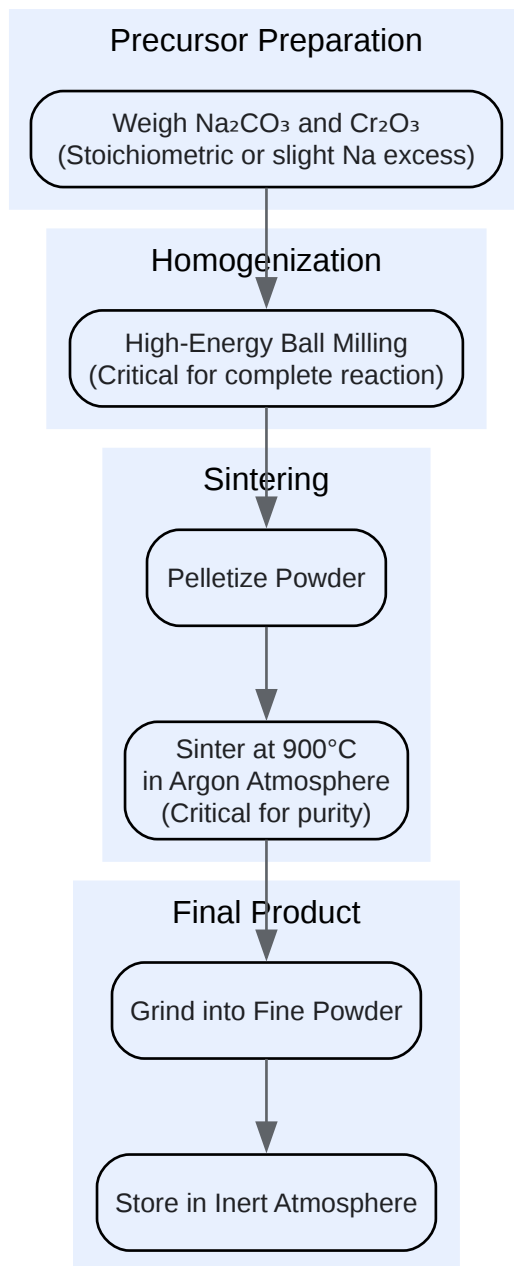 Precursor Preparation
Weigh Na₂CO₃ and Cr₂O₃
(Stoichiometric or slight Na excess)
Homogenization
High-Energy Ball Milling
(Critical for complete reaction)
Sintering
Pelletize Powder
Sinter at 900°C
in Argon Atmosphere
(Critical for purity)
Final Product
Grind into Fine Powder
Store in Inert Atmosphere